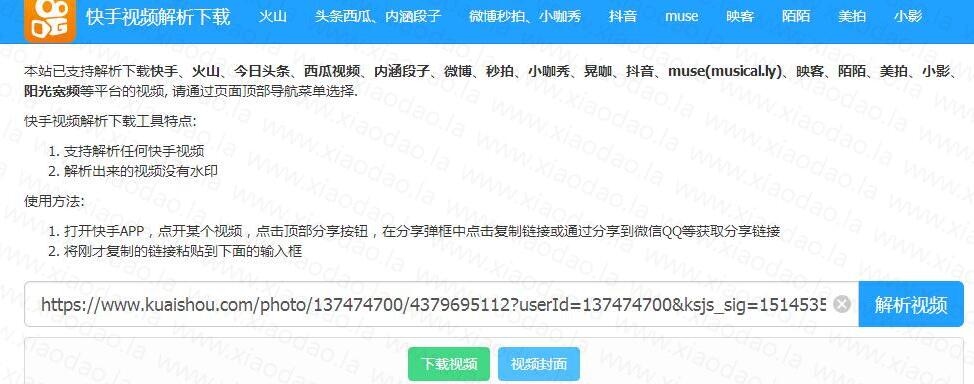 快手视频解析下载 火山 头条西瓜、内涵段子 微博秒拍、小咖秀 抖音 muse 映客 陌陌 美拍 小影
本站已支持解析下载快手、火山、今日头条、西瓜视频、内涵段子、微博、秒拍、小咖秀、晃咖、抖音、muse(musical.ly)、映客、陌陌、美拍、小影、
阳光宽频等平台的视频, 请通过页面顶部导航菜单选择.
快手视频解析下载工具特点:
1. 支持解析任何快手视频
2. 解析出来的视频没有水印
使用方法:
1. 打开快手APP，点开某个视频，点击顶部分享按钮，在分享弹框中点击复制链接或通过分享到微信QQ等获取分享链接
2. 将刚才复制的链接粘贴到下面的输入框
https://www.kuaishou.com/photo/137474700/4379695112?userId=137474700&ksjs_sig=1514535 解析视频
下载视频 视频封面
www.xiaodao.la